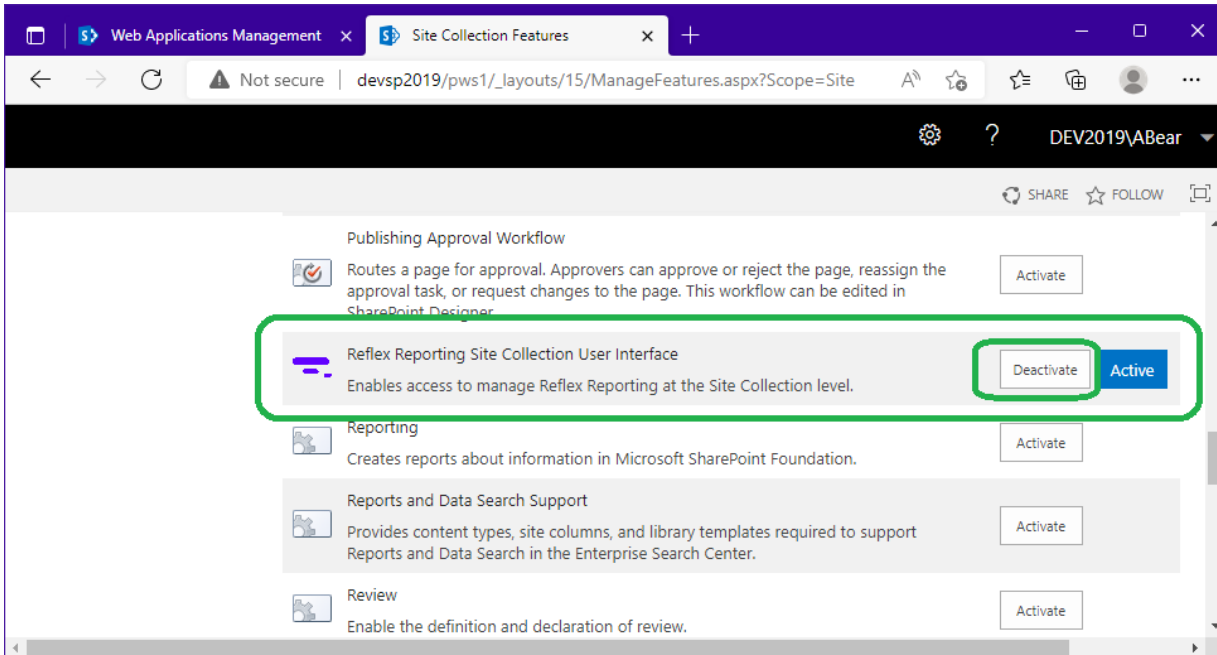 Web Applications Management
Site Collection Features
Not secure | devsp2019/pws1/_layouts/15/ManageFeatures.aspx?Scope=Site
DEV2019\ABear
SHARE FOLLOW
Publishing Approval Workflow
Routes a page for approval. Approvers can approve or reject the page, reassign the
approval task, or request changes to the page. This workflow can be edited in
SharePoint Designer.
Activate
Reflex Reporting Site Collection User Interface
Enables access to manage Reflex Reporting at the Site Collection level.
Deactivate Active
Reporting
Creates reports about information in Microsoft SharePoint Foundation.
Activate
Reports and Data Search Support
Provides content types, site columns, and library templates required to support
Reports and Data Search in the Enterprise Search Center.
Activate
Review
Enable the definition and declaration of review.
Activate